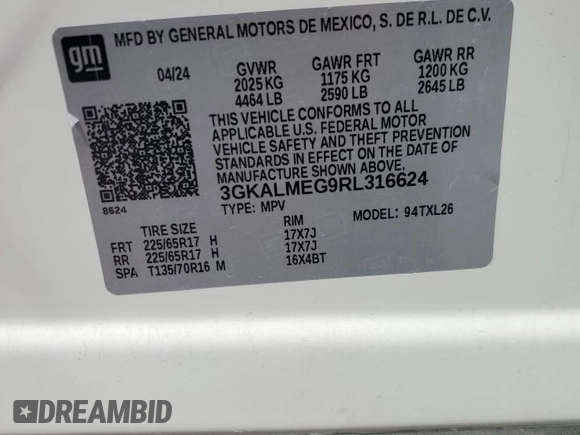 gm
MFD BY GENERAL MOTORS DE MEXICO, S. DE R.L. DE C.V.
04/24 GVWR GAWR FRT GAWR RR
2025 KG 1175 KG 1200 KG
4464 LB 2590 LB 2645 LB
THIS VEHICLE CONFORMS TO ALL
APPLICABLE U.S. FEDERAL MOTOR
VEHICLE SAFETY AND THEFT PREVENTION
STANDARDS IN EFFECT ON THE DATE OF
MANUFACTURE SHOWN ABOVE.
8624 3GKALMEG9RL316624
TYPE: MPV MODEL: 94TXL26
TIRE SIZE RIM
FRT 225/65R17 H 17X7J
RR 225/65R17 H 17X7J
SPA T135/70R16 M 16X4BT
DREAMBID